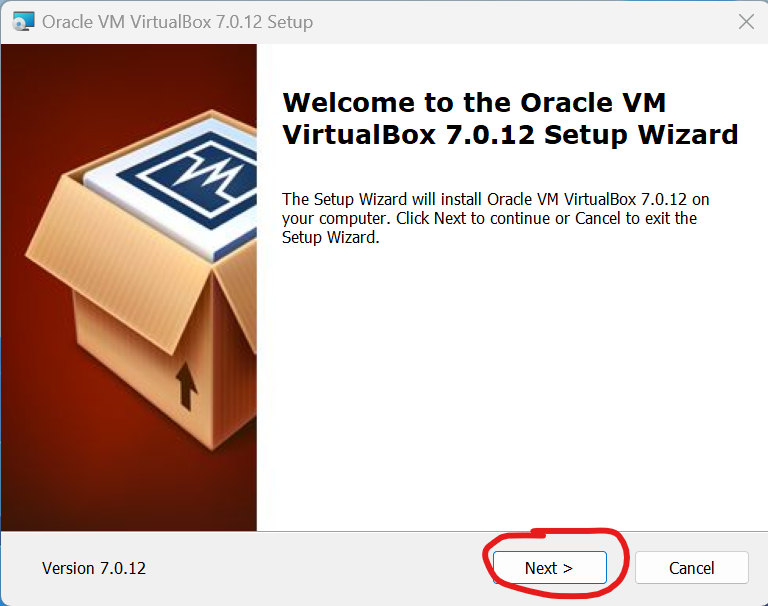 Oracle VM VirtualBox 7.0.12 Setup
Welcome to the Oracle VM
VirtualBox 7.0.12 Setup Wizard
The Setup Wizard will install Oracle VM VirtualBox 7.0.12 on
your computer. Click Next to continue or Cancel to exit the
Setup Wizard.
Version 7.0.12
Next >
Cancel